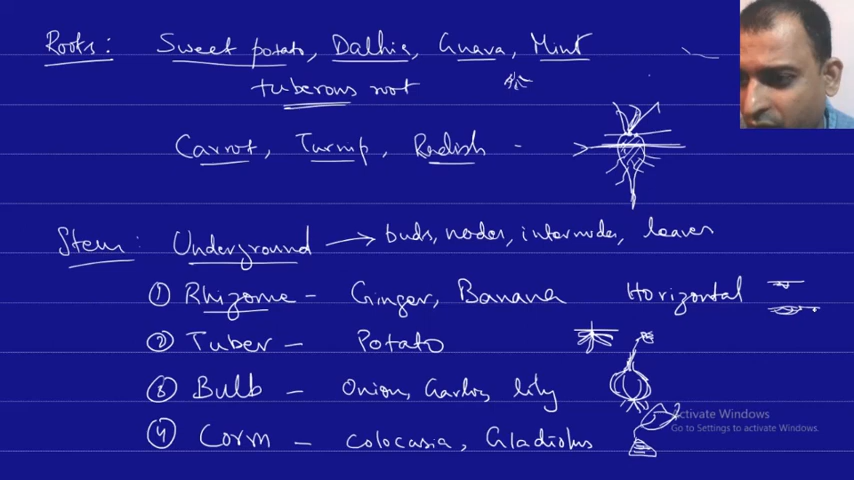 Roots: Sweet potato, Dalhia, Guava, Mint
tuberous root
Carrot, Turnip, Radish -
Stem: Underground → buds, nodes, internodes, leaves
① Rhizome - Ginger, Banana Horizontal
② Tuber - Potato
③ Bulb - Onion, Garlic, lily
④ Corm - Colocasia, Gladiolus
Activate Windows
Go to Settings to activate Windows.